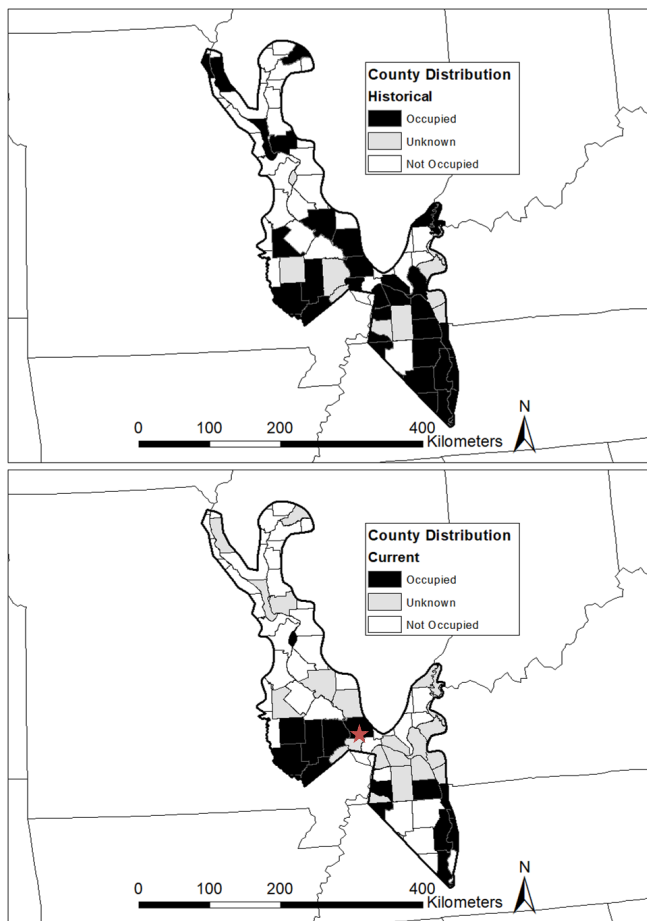 County Distribution
Historical
Occupied
Unknown
Not Occupied
N
0 100 200 400
Kilometers
County Distribution
Current
Occupied
Unknown
Not Occupied
N
0 100 200 400
Kilometers